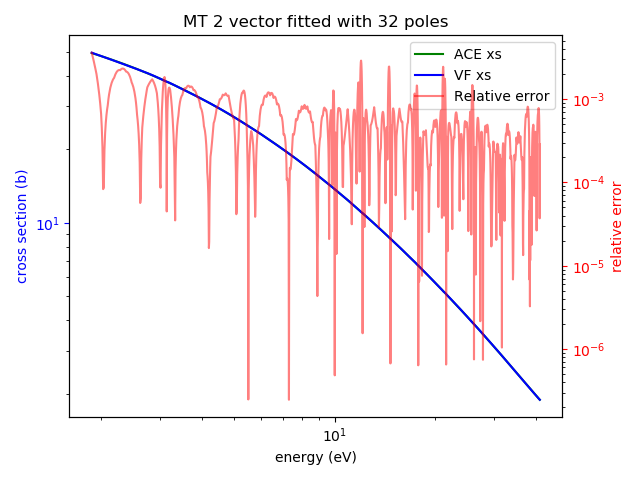 MT 2 vector fitted with 32 poles
ACE xs
VF xs
Relative error
cross section (b)
10¹
10⁻³
10⁻⁴
10⁻⁵
10⁻⁶
relative error
10¹
energy (eV)